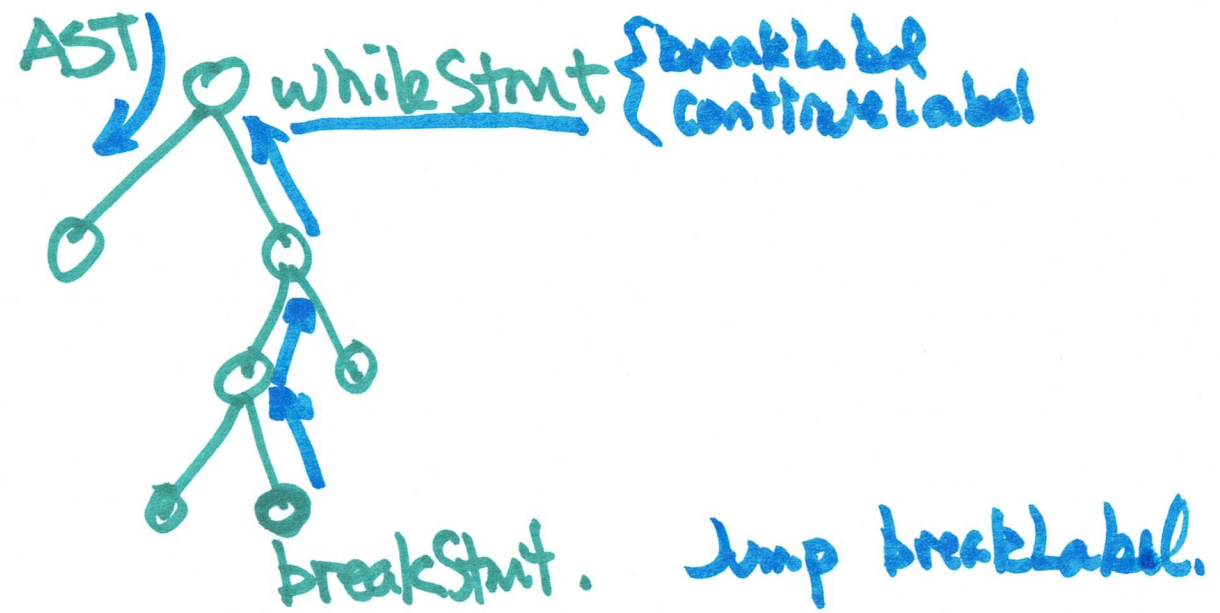 AST
whileStmt { breakLabel
continueLabel
breakStmt.
Jump breakLabel.